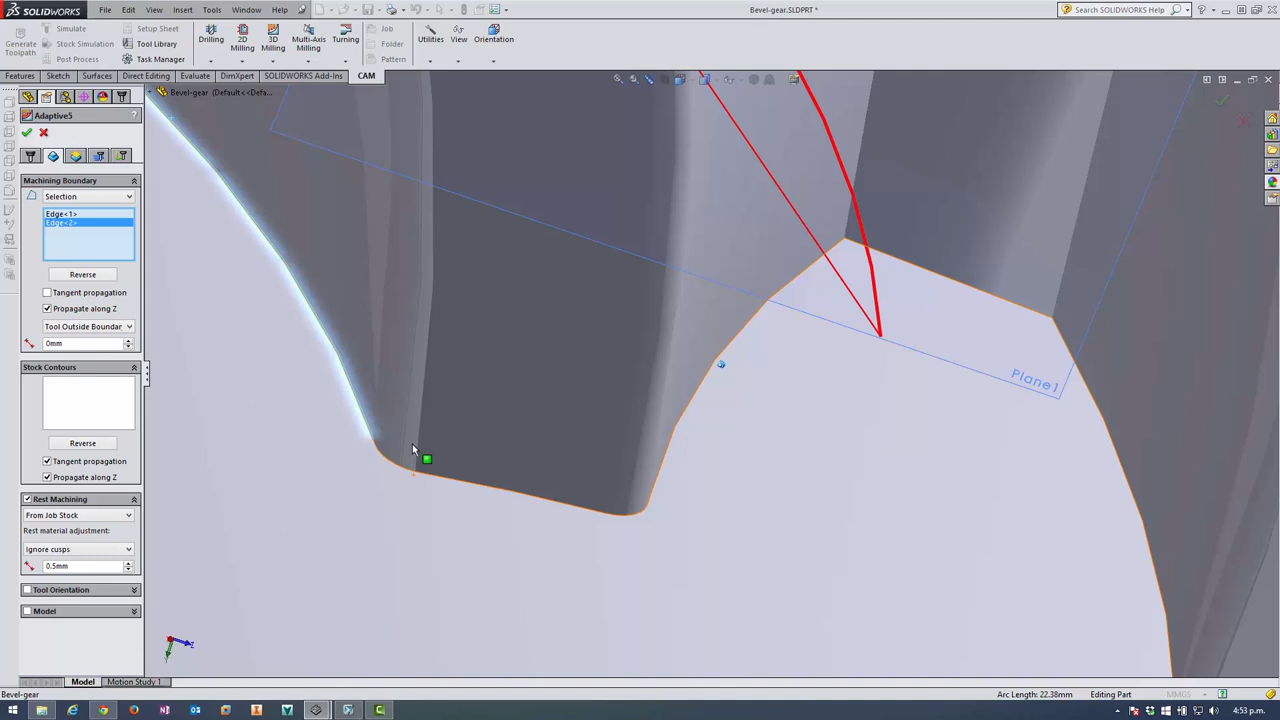 SOLIDWORKS
File Edit View Insert Tools Window Help
Bevel-gear.SLDPRT *
Search SOLIDWORKS Help
Generate Toolpath
Simulate
Stock Simulation
Post Process
Setup Sheet
Tool Library
Task Manager
Drilling
2D Milling
3D Milling
Multi-Axis Milling
Turning
Job
Folder
Pattern
Utilities
View
Orientation
Features Sketch Surfaces Direct Editing Evaluate DimXpert SOLIDWORKS Add-Ins CAM
Bevel-gear (Default<<Defa...
Adaptive5
?
Machining Boundary
Selection
Edge<1>
Edge<2>
Reverse
Tangent propagation
Propagate along Z
Tool Outside Boundar
0mm
Stock Contours
Reverse
Tangent propagation
Propagate along Z
Rest Machining
From Job Stock
Rest material adjustment:
Ignore cusps
0.5mm
Tool Orientation
Model
Plane1
Z
Model Motion Study 1
Bevel-gear
Arc Length: 22.38mm
Editing Part
MMGS
4:53 p.m.